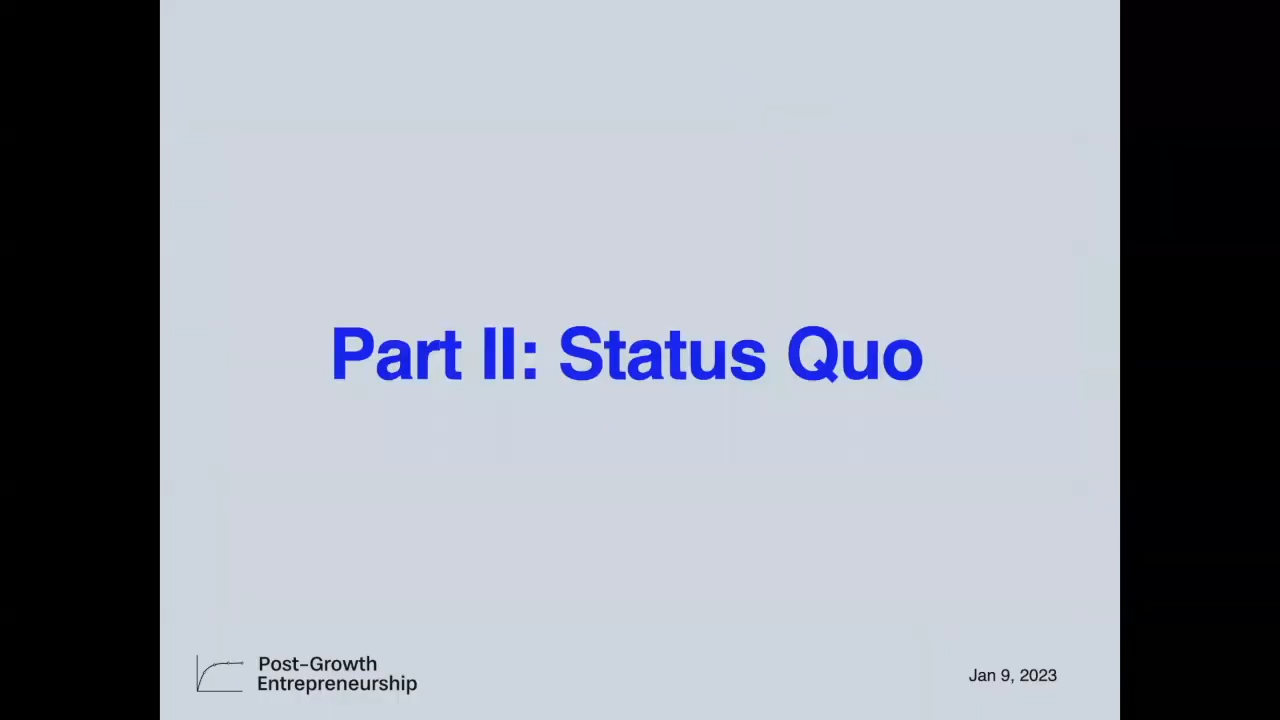 Part II: Status Quo
Post-Growth
Entrepreneurship
Jan 9, 2023